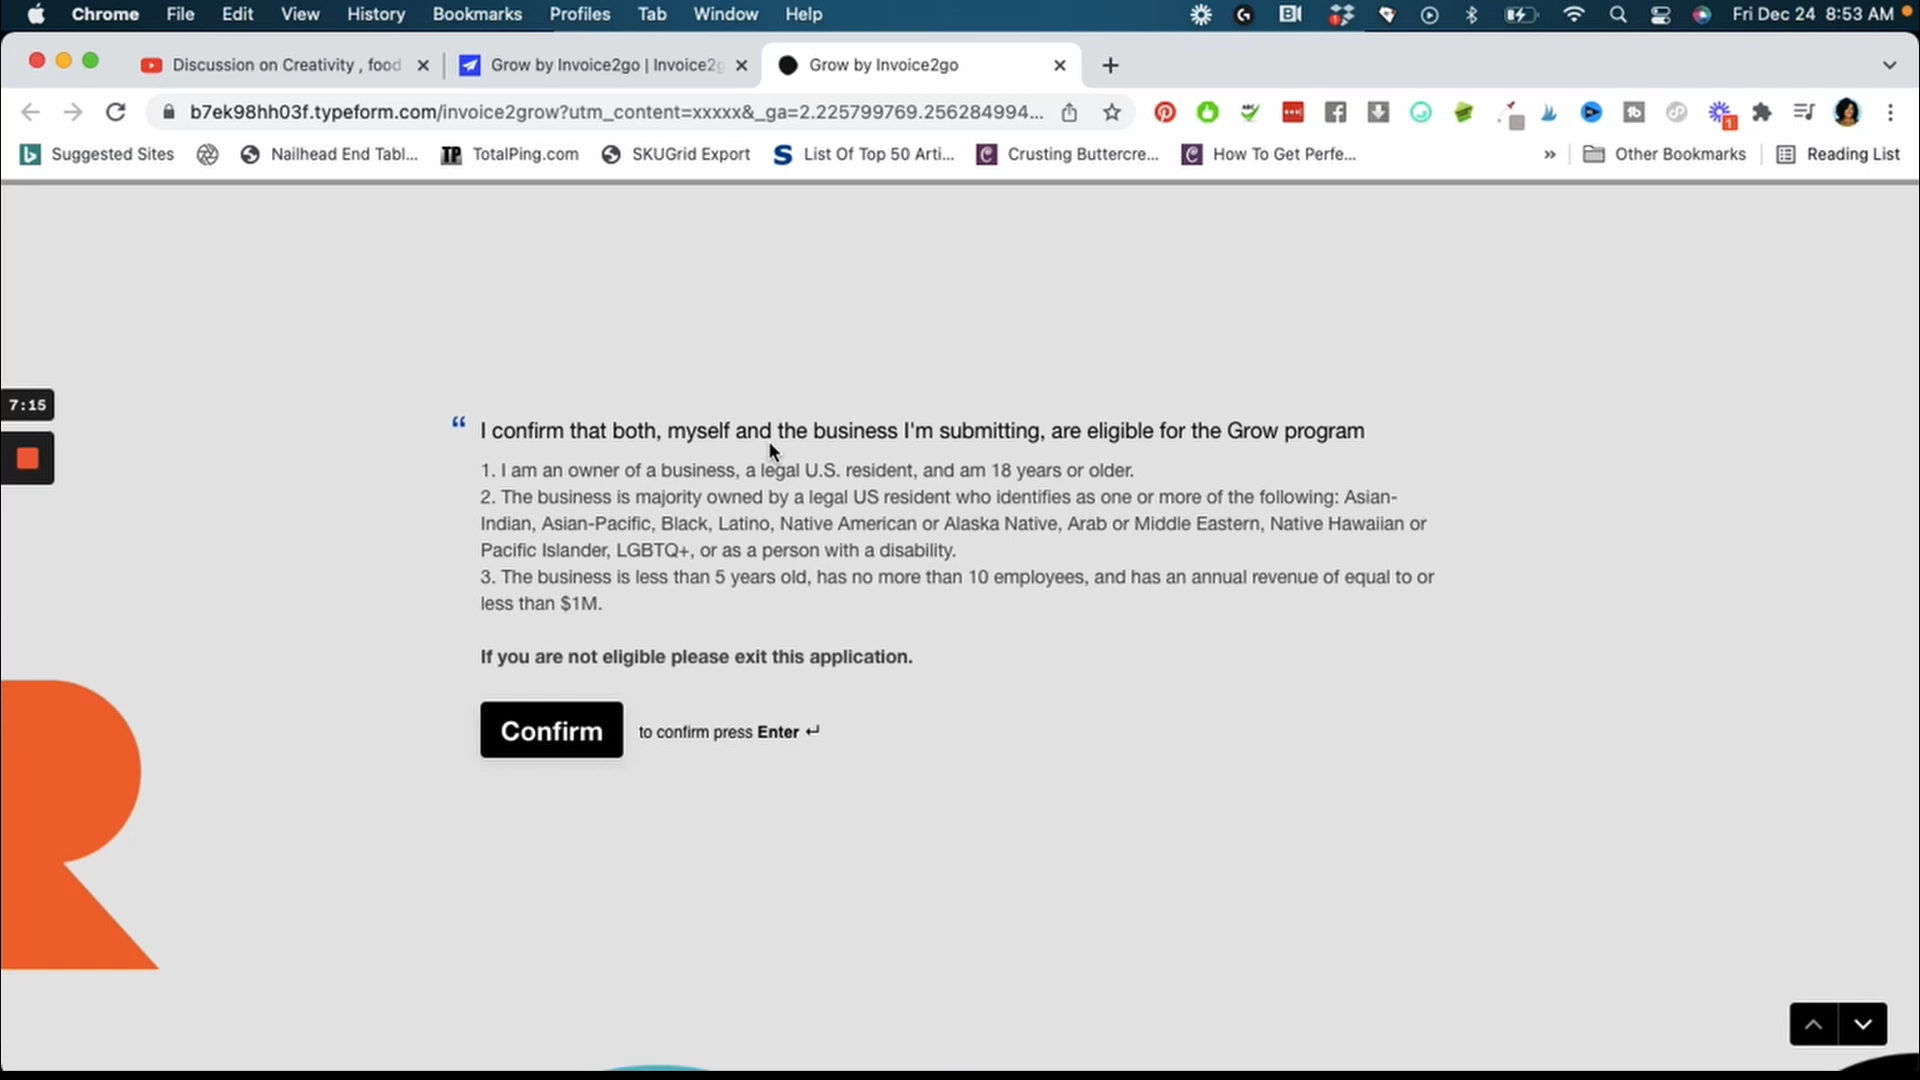 Chrome File Edit View History Bookmarks Profiles Tab Window Help Fri Dec 24 8:53 AM
Discussion on Creativity , food Grow by Invoice2go | Invoice2g Grow by Invoice2go
b7ek98hh03f.typeform.com/invoice2grow?utm_content=xxxxx&_ga=2.225799769.256284994...
Suggested Sites Nailhead End Tabl... TP TotalPing.com SKUGrid Export S List Of Top 50 Arti... Crusting Buttercre... How To Get Perfe... » Other Bookmarks Reading List
7:15
“ I confirm that both, myself and the business I'm submitting, are eligible for the Grow program
1. I am an owner of a business, a legal U.S. resident, and am 18 years or older.
2. The business is majority owned by a legal US resident who identifies as one or more of the following: Asian-
Indian, Asian-Pacific, Black, Latino, Native American or Alaska Native, Arab or Middle Eastern, Native Hawaiian or
Pacific Islander, LGBTQ+, or as a person with a disability.
3. The business is less than 5 years old, has no more than 10 employees, and has an annual revenue of equal to or
less than $1M.
If you are not eligible please exit this application.
Confirm to confirm press Enter ↵
R